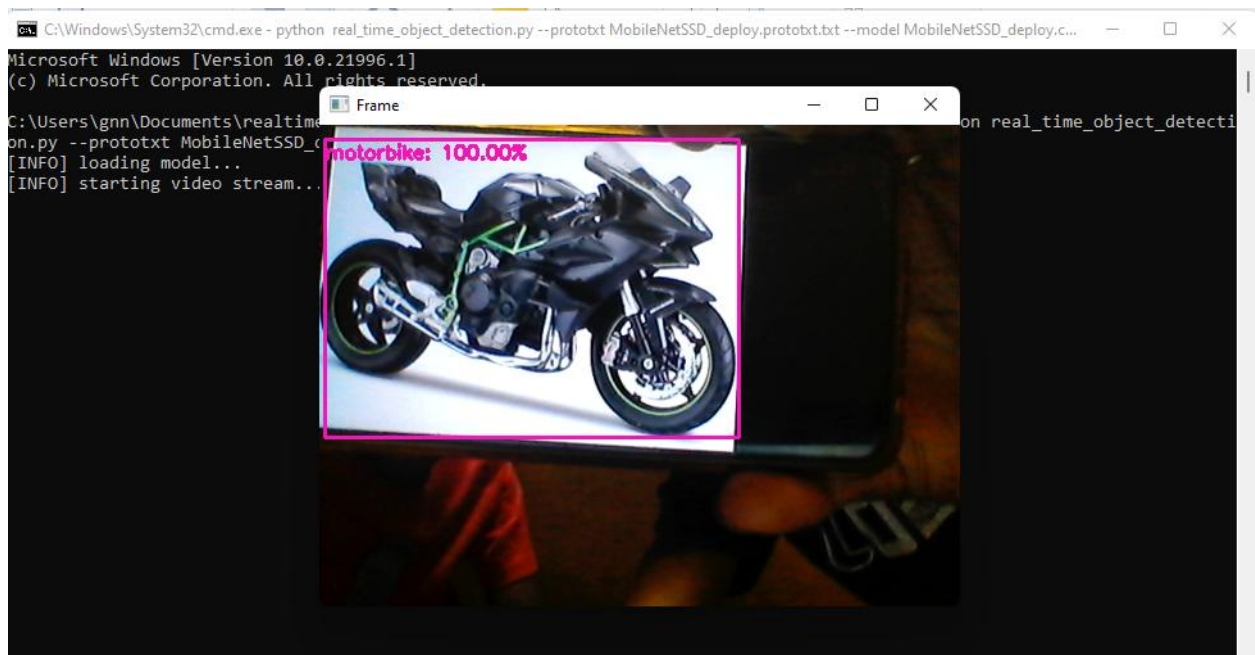 C:\Windows\System32\cmd.exe - python real_time_object_detection.py --prototxt MobileNetSSD_deploy.prototxt.txt --model MobileNetSSD_deploy.c...
Microsoft Windows [Version 10.0.21996.1]
(c) Microsoft Corporation. All rights reserved.
C:\Users\gnn\Documents\realtime on real_time_object_detecti
on.py --prototxt MobileNetSSD_
[INFO] loading model...
[INFO] starting video stream...
Frame
motorbike: 100.00%